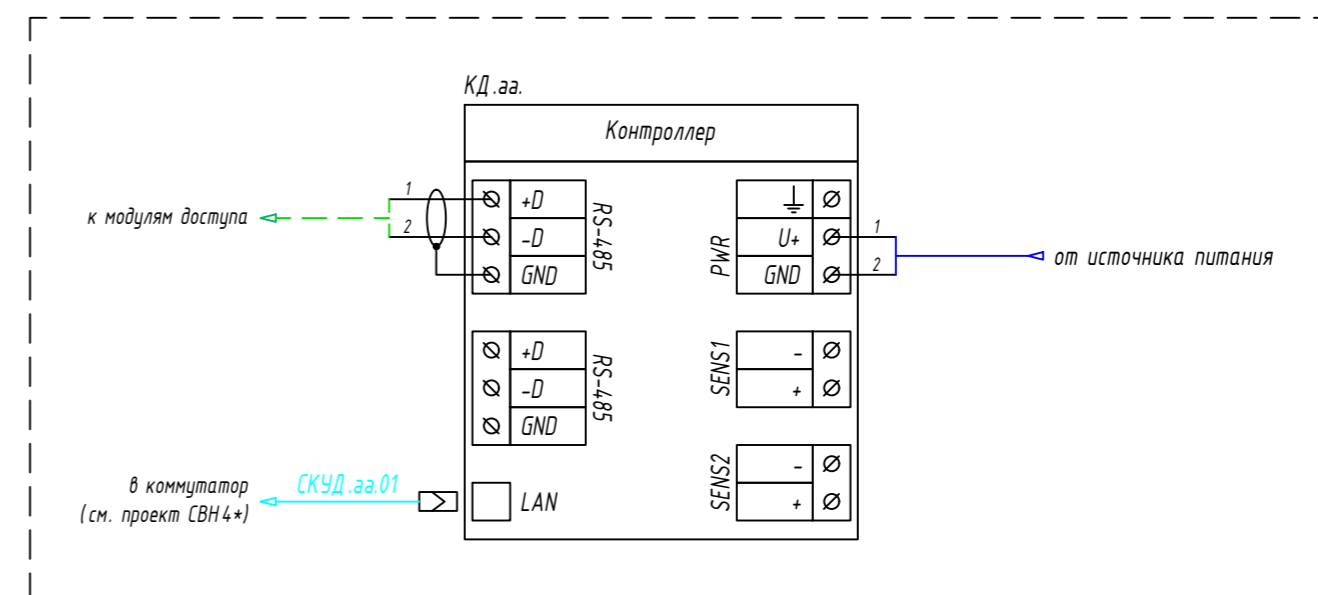 КД.аа.
Контроллер
1
2
к модулям доступа
+D
-D
GND
RS-485
PWR
U+
GND
1
2
от источника питания
+D
-D
GND
RS-485
SENS1
-
+
SENS2
-
+
в коммутатор
(см. проект СВН4*)
СКУД.аа.01
LAN